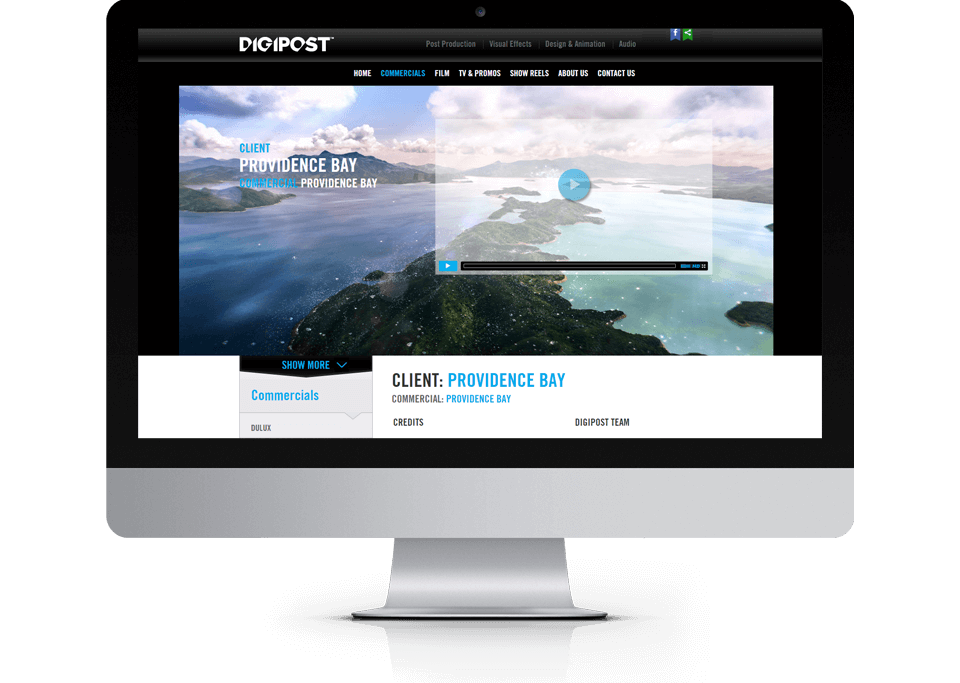 DIGIPOST™
Post Production | Visual Effects | Design & Animation | Audio
HOME COMMERCIALS FILM TV & PROMOS SHOW REELS ABOUT US CONTACT US
CLIENT
PROVIDENCE BAY
COMMERCIAL PROVIDENCE BAY
SHOW MORE
Commercials
DULUX
CLIENT: PROVIDENCE BAY
COMMERCIAL: PROVIDENCE BAY
CREDITS
DIGIPOST TEAM